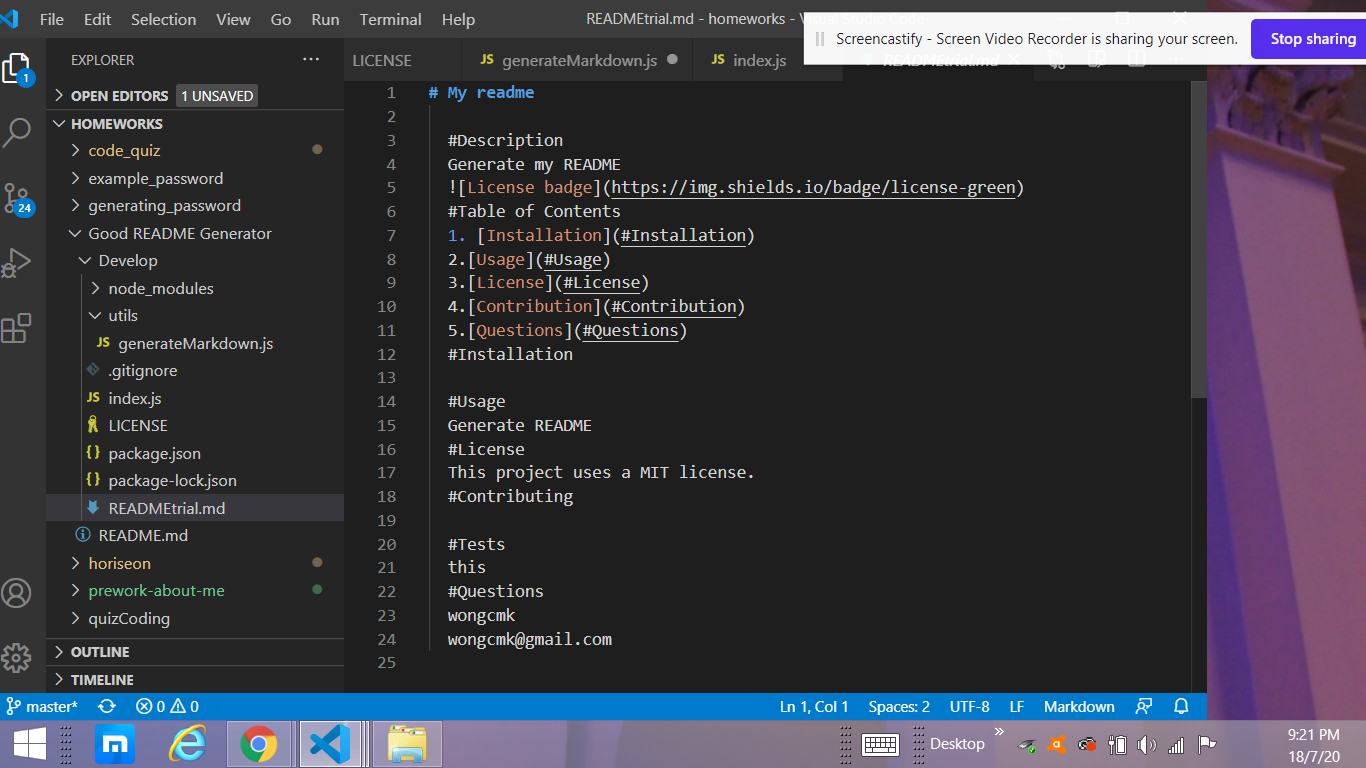 File Edit Selection View Go Run Terminal Help
READMEtrial.md - homeworks - Visual Studio Code
Screencastify - Screen Video Recorder is sharing your screen.
Stop sharing
EXPLORER
LICENSE
JS generateMarkdown.js
JS index.js
READMEtrial.md
1
OPEN EDITORS
1 UNSAVED
HOMEWORKS
code_quiz
example_password
generating_password
24
Good README Generator
Develop
node_modules
utils
JS generateMarkdown.js
.gitignore
JS index.js
LICENSE
{} package.json
{} package-lock.json
READMEtrial.md
README.md
horiseon
prework-about-me
quizCoding
OUTLINE
TIMELINE
1 # My readme
2
3 #Description
4 Generate my README
5 ![License badge](https://img.shields.io/badge/license-green)
6 #Table of Contents
7 1. [Installation](#Installation)
8 2.[Usage](#Usage)
9 3.[License](#License)
10 4.[Contribution](#Contribution)
11 5.[Questions](#Questions)
12 #Installation
13
14 #Usage
15 Generate README
16 #License
17 This project uses a MIT license.
18 #Contributing
19
20 #Tests
21 this
22 #Questions
23 wongcmk
24 wongcmk@gmail.com
25
master* 0 0
Ln 1, Col 1 Spaces: 2 UTF-8 LF Markdown
Desktop
9:21 PM
18/7/20